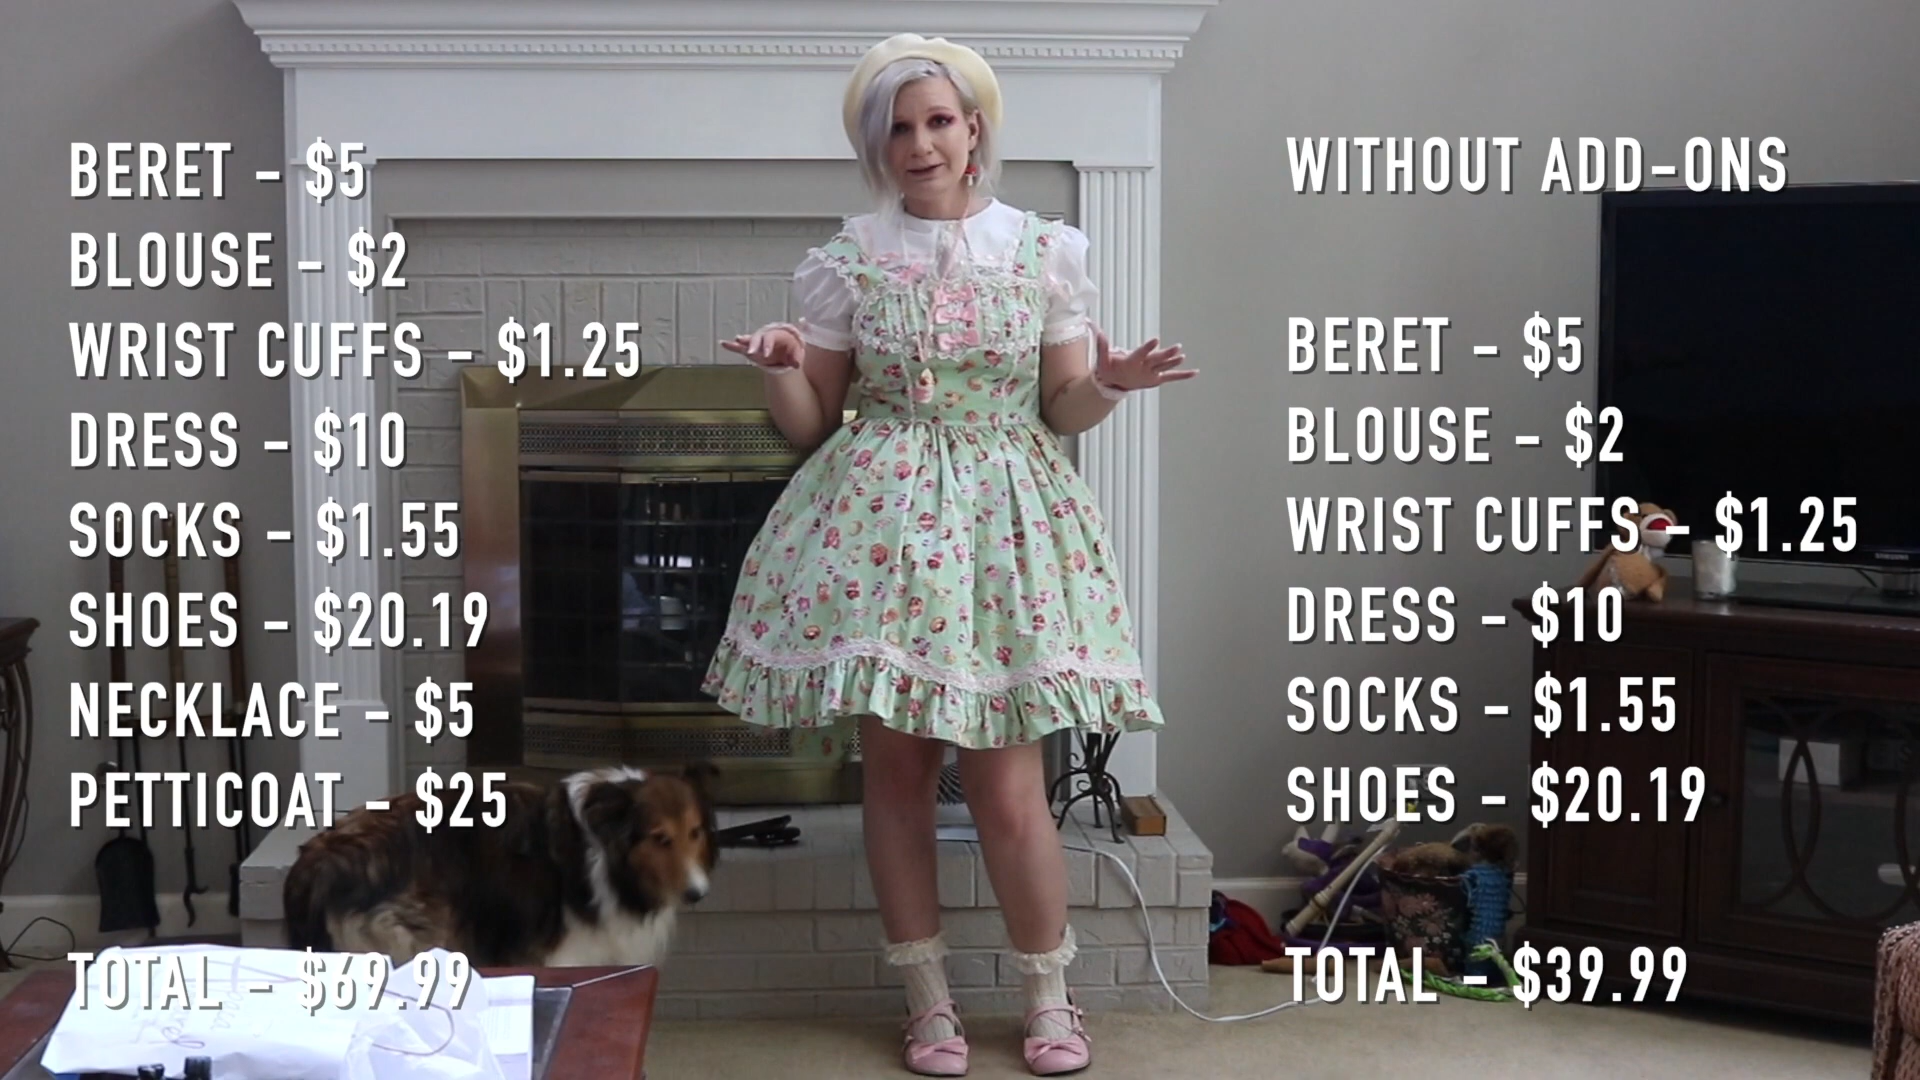 BERET - $5
BLOUSE - $2
WRIST CUFFS - $1.25
DRESS - $10
SOCKS - $1.55
SHOES - $20.19
NECKLACE - $5
PETTICOAT - $25
TOTAL - $69.99
WITHOUT ADD-ONS
BERET - $5
BLOUSE - $2
WRIST CUFFS - $1.25
DRESS - $10
SOCKS - $1.55
SHOES - $20.19
TOTAL - $39.99
SAMSUNG